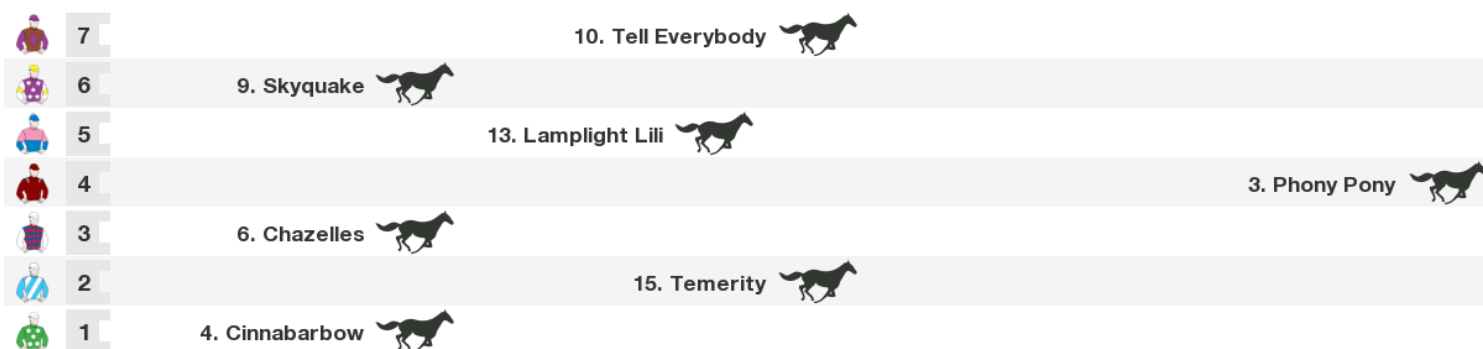 7 10. Tell Everybody
6 9. Skyquake
5 13. Lamplight Lili
4 3. Phony Pony
3 6. Chazelles
2 15. Temerity
1 4. Cinnabarbow